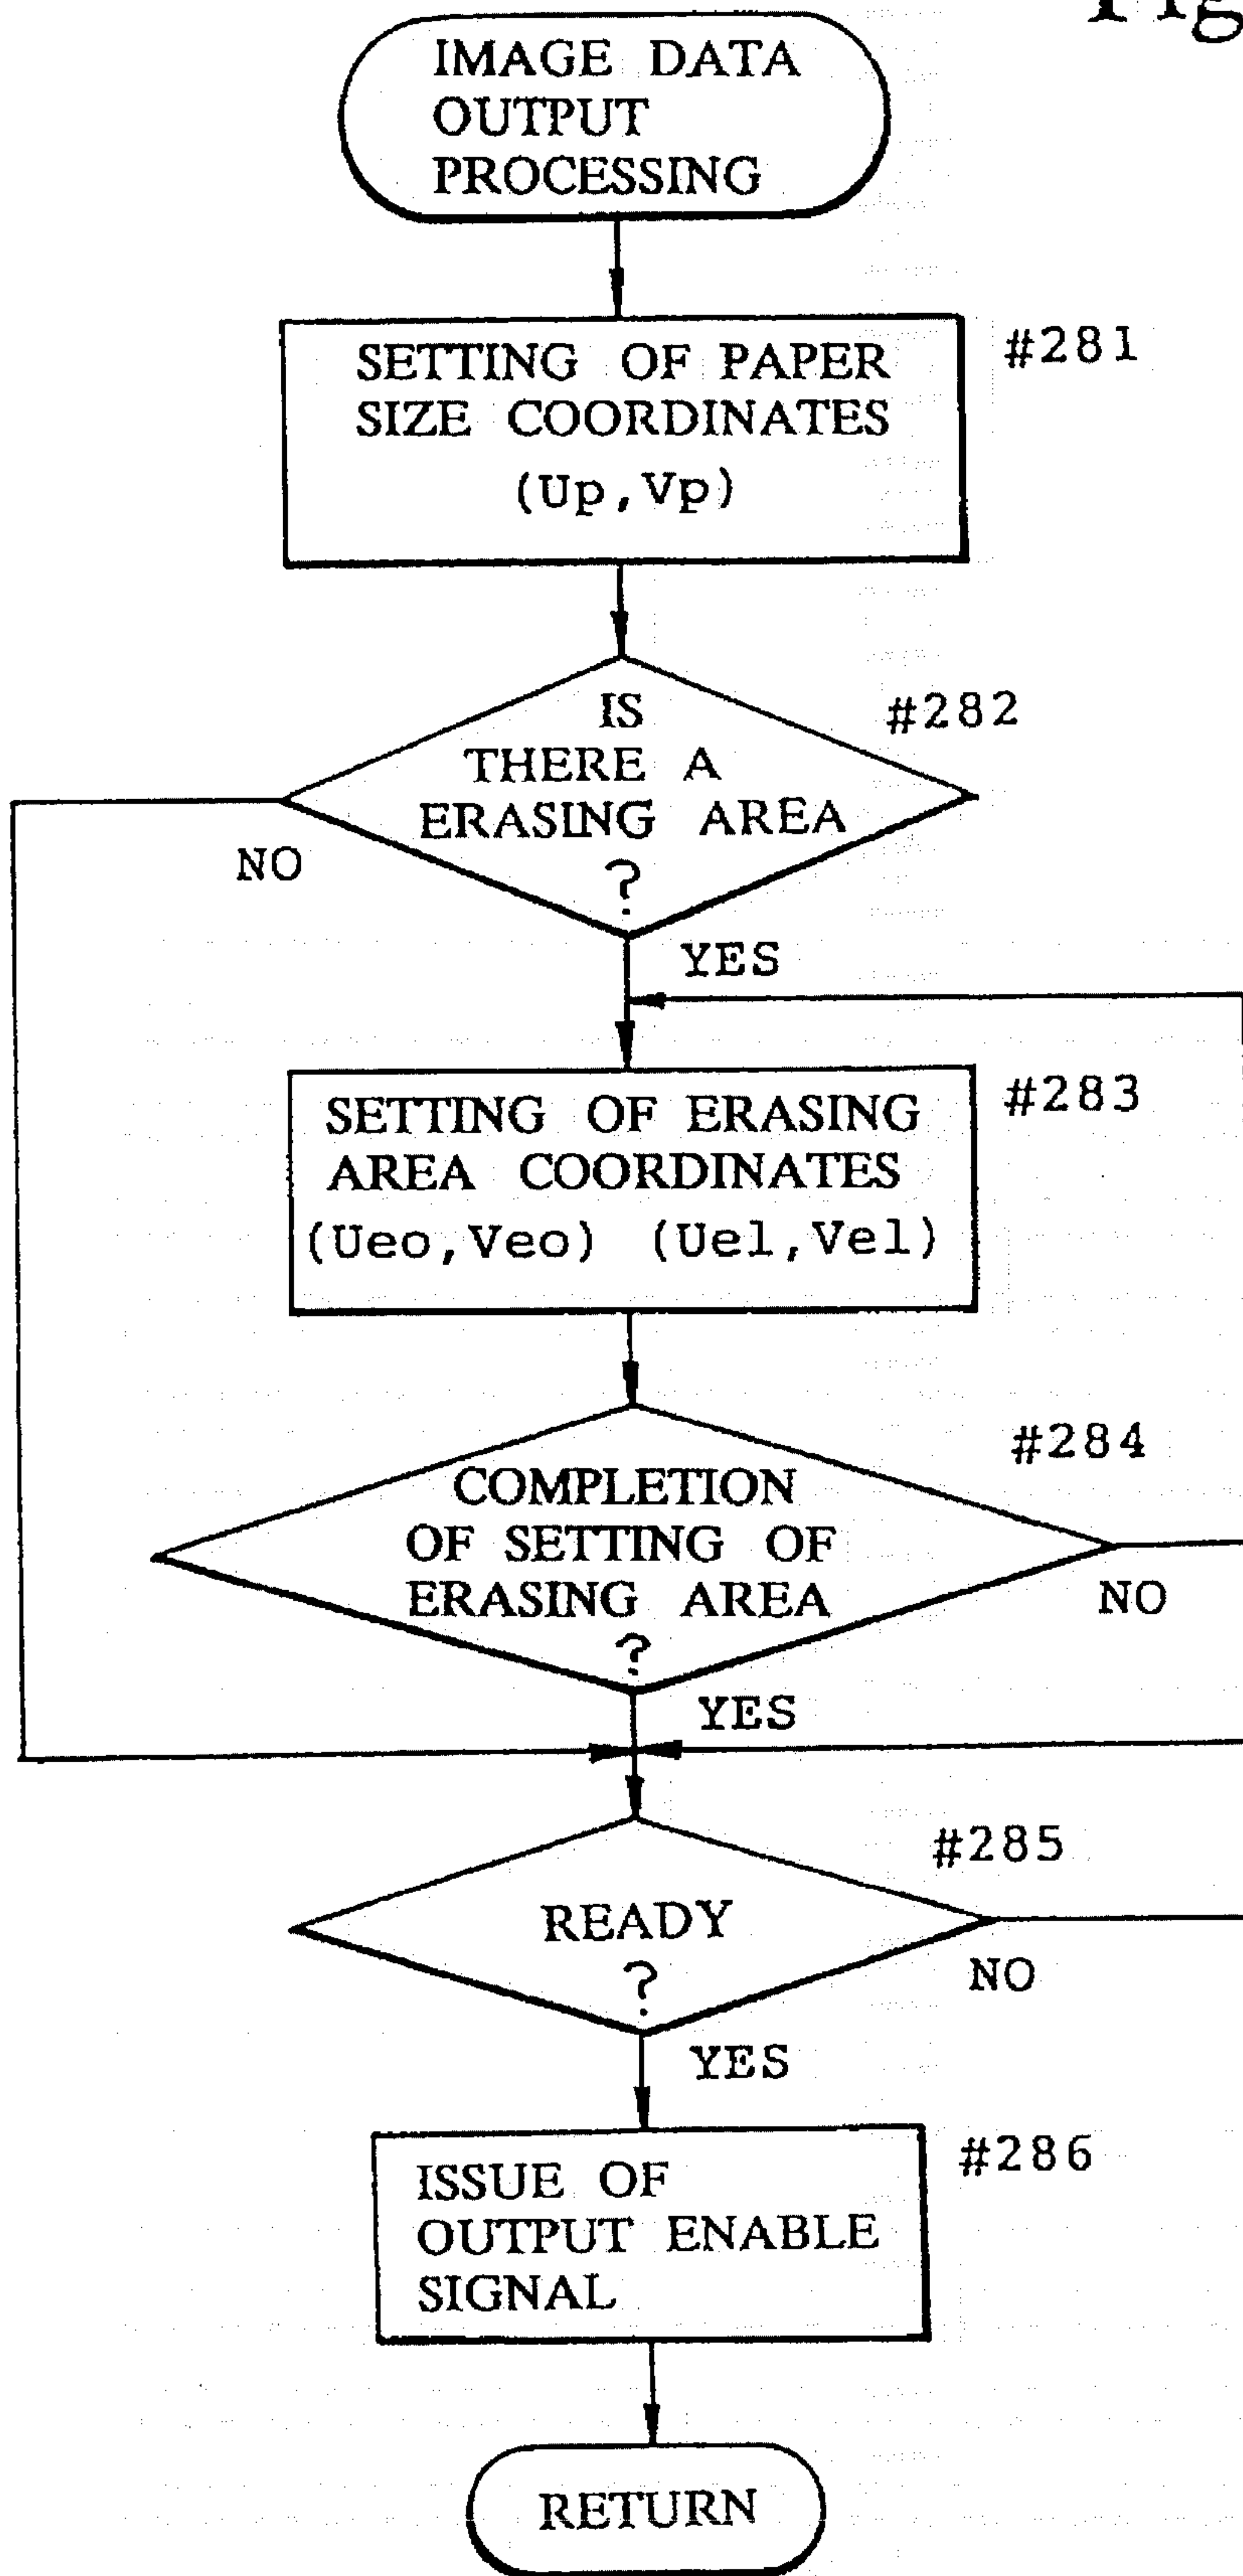 Fig
IMAGE DATA
OUTPUT
PROCESSING
SETTING OF PAPER
SIZE COORDINATES
(Up,Vp)
#281
IS
THERE A
ERASING AREA
?
#282
NO
YES
SETTING OF ERASING
AREA COORDINATES
(Ueo,Veo) (Uel,Vel)
#283
COMPLETION
OF SETTING OF
ERASING AREA
?
#284
NO
YES
READY
?
#285
NO
YES
ISSUE OF
OUTPUT ENABLE
SIGNAL
#286
RETURN